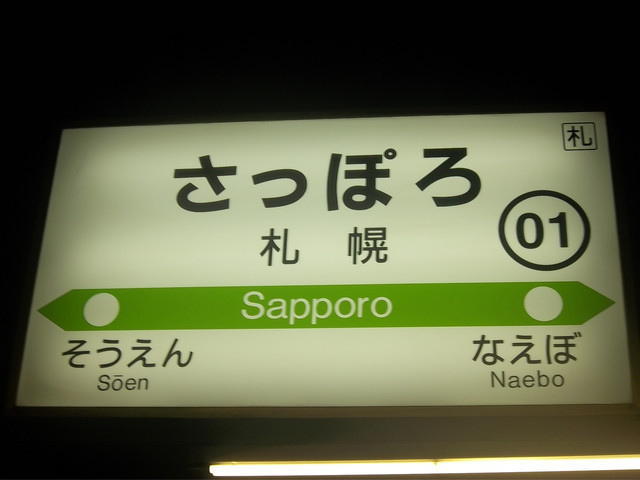 札
さっぽろ
01
札 幌
Sapporo
そうえん
Sōen
なえぼ
Naebo